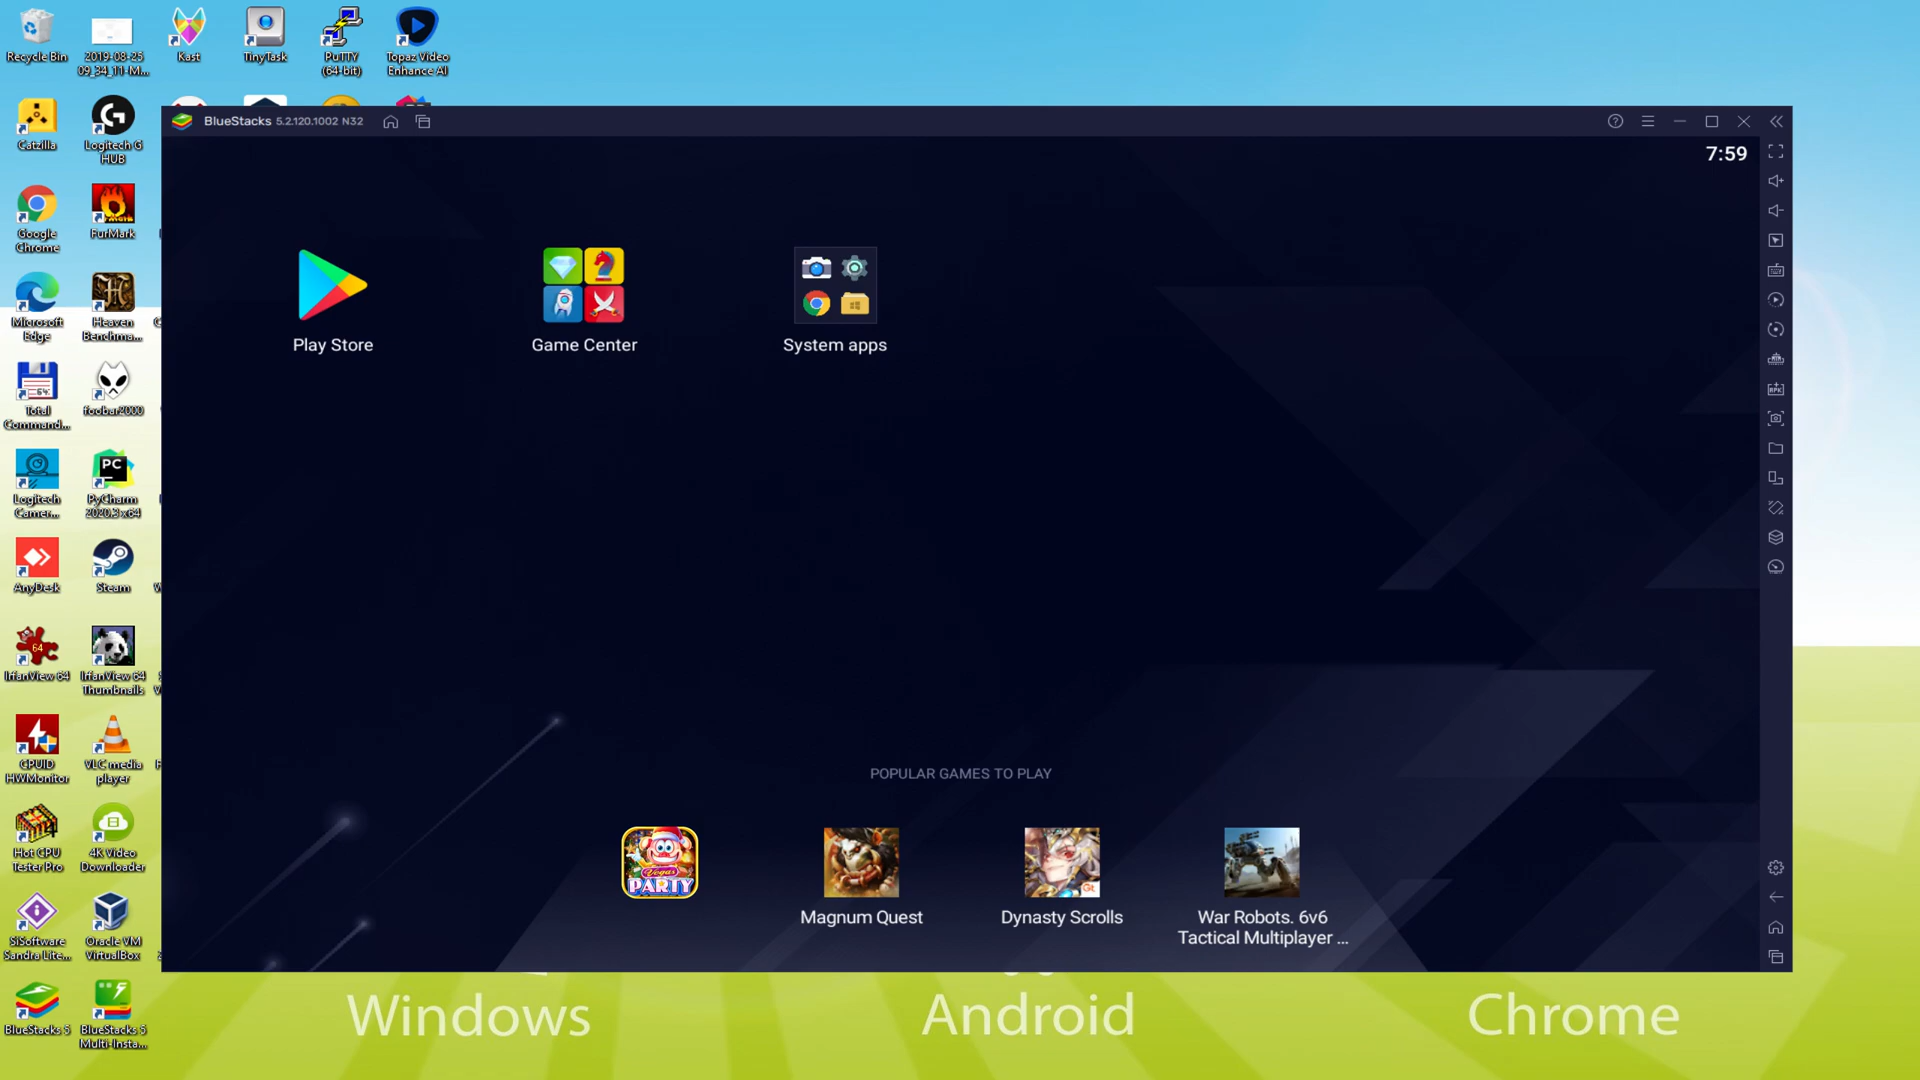 Recycle Bin
2019-08-25
09_34_11-M...
Kast
TinyTask
PuTTY
(64-bit)
Topaz Video
Enhance AI
Catzilla
Logitech G
HUB
BlueStacks 5.2.120.1002 N32
7:59
Google
Chrome
FurMark
Play Store
Game Center
System apps
Microsoft
Edge
Heaven
Benchma...
64
Total
Command...
foobar2000
PC
Logitech
Camer...
PyCharm
2020.3 x64
AnyDesk
Steam
64
IrfanView 64
IrfanView 64
Thumbnails
CPUID
HWMonitor
VLC media
player
POPULAR GAMES TO PLAY
Hot CPU
Tester Pro
4K Video
Downloader
Vegas
PARTY
Gt
Magnum Quest
Dynasty Scrolls
War Robots. 6v6
Tactical Multiplayer ...
SiSoftware
Sandra Lite...
Oracle VM
VirtualBox
BlueStacks 5
BlueStacks 5
Multi-Insta...
Windows
Android
Chrome